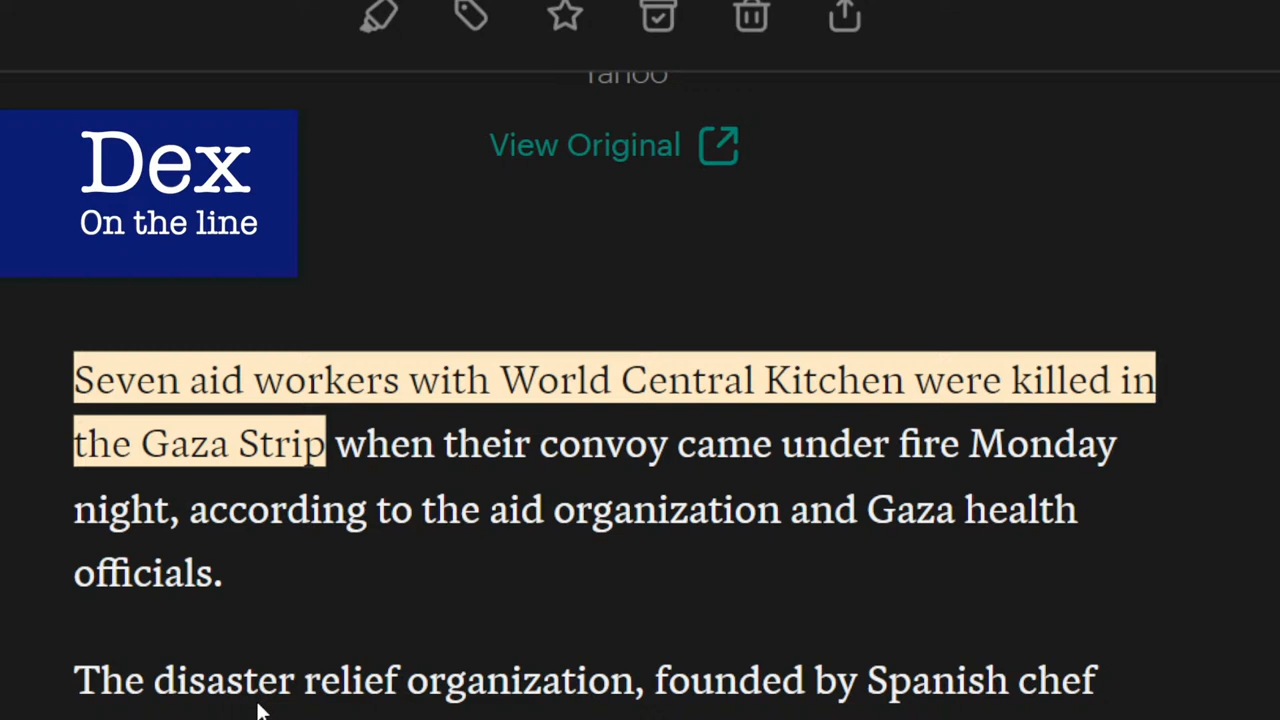 Yahoo
View Original
Dex
On the line
Seven aid workers with World Central Kitchen were killed in
the Gaza Strip when their convoy came under fire Monday
night, according to the aid organization and Gaza health
officials.
The disaster relief organization, founded by Spanish chef